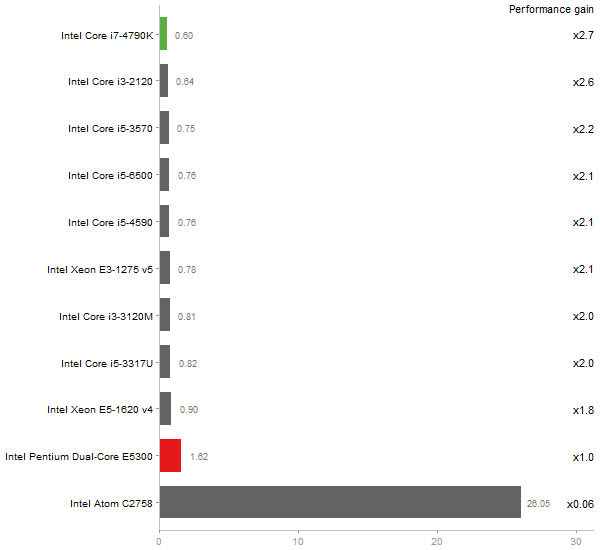 Performance gain
Intel Core i7-4790K 0.60 x2.7
Intel Core i3-2120 0.64 x2.6
Intel Core i5-3570 0.75 x2.2
Intel Core i5-6500 0.76 x2.1
Intel Core i5-4590 0.76 x2.1
Intel Xeon E3-1275 v5 0.78 x2.1
Intel Core i3-3120M 0.81 x2.0
Intel Core i5-3317U 0.82 x2.0
Intel Xeon E5-1620 v4 0.90 x1.8
Intel Pentium Dual-Core E5300 1.62 x1.0
Intel Atom C2758 26.05 x0.06
0 10 20 30